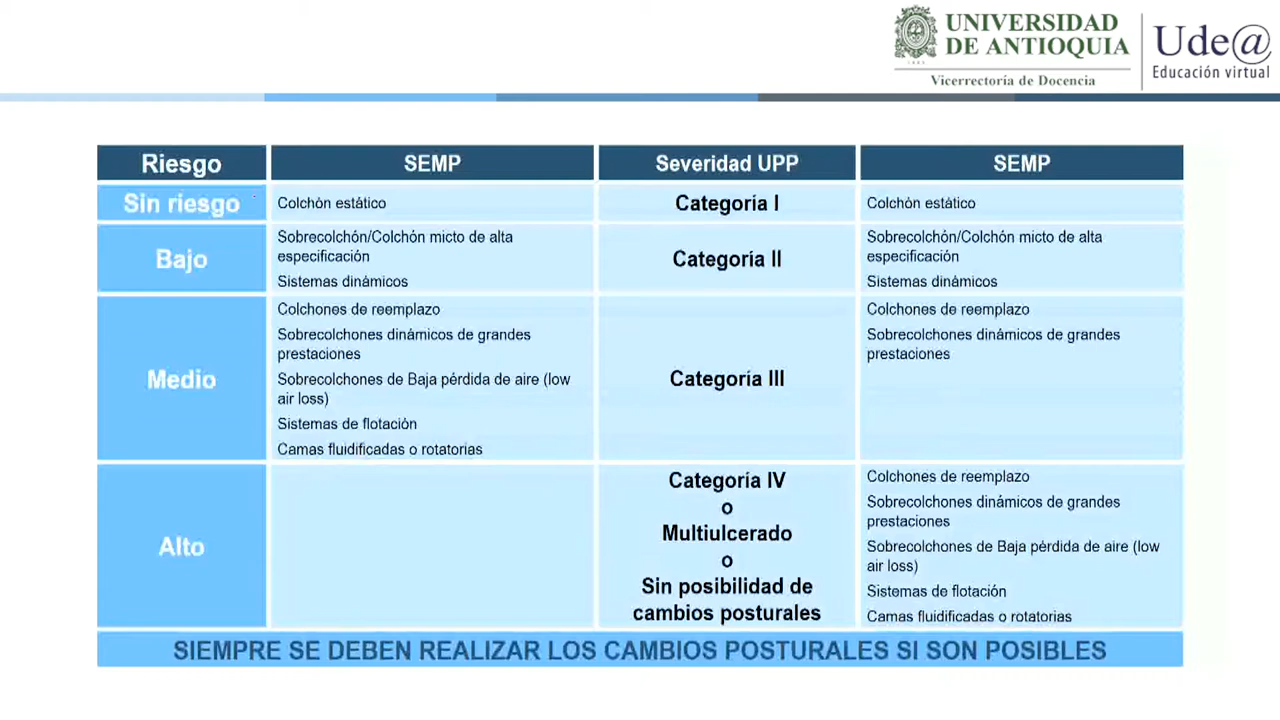 UNIVERSIDAD
DE ANTIOQUIA
Vicerrectoría de Docencia
Ude@
Educación virtual
Riesgo
SEMP
Severidad UPP
SEMP
Sin riesgo
Colchón estático
Categoría I
Colchón estático
Bajo
Sobrecolchón/Colchón micto de alta
especificación
Sistemas dinámicos
Categoría II
Sobrecolchón/Colchón micto de alta
especificación
Sistemas dinámicos
Medio
Colchones de reemplazo
Sobrecolchones dinámicos de grandes
prestaciones
Sobrecolchones de Baja pérdida de aire (low
air loss)
Sistemas de flotación
Camas fluidificadas o rotatorias
Categoría III
Colchones de reemplazo
Sobrecolchones dinámicos de grandes
prestaciones
Alto
Categoría IV
o
Multiulcerado
o
Sin posibilidad de
cambios posturales
Colchones de reemplazo
Sobrecolchones dinámicos de grandes
prestaciones
Sobrecolchones de Baja pérdida de aire (low
air loss)
Sistemas de flotación
Camas fluidificadas o rotatorias
SIEMPRE SE DEBEN REALIZAR LOS CAMBIOS POSTURALES SI SON POSIBLES